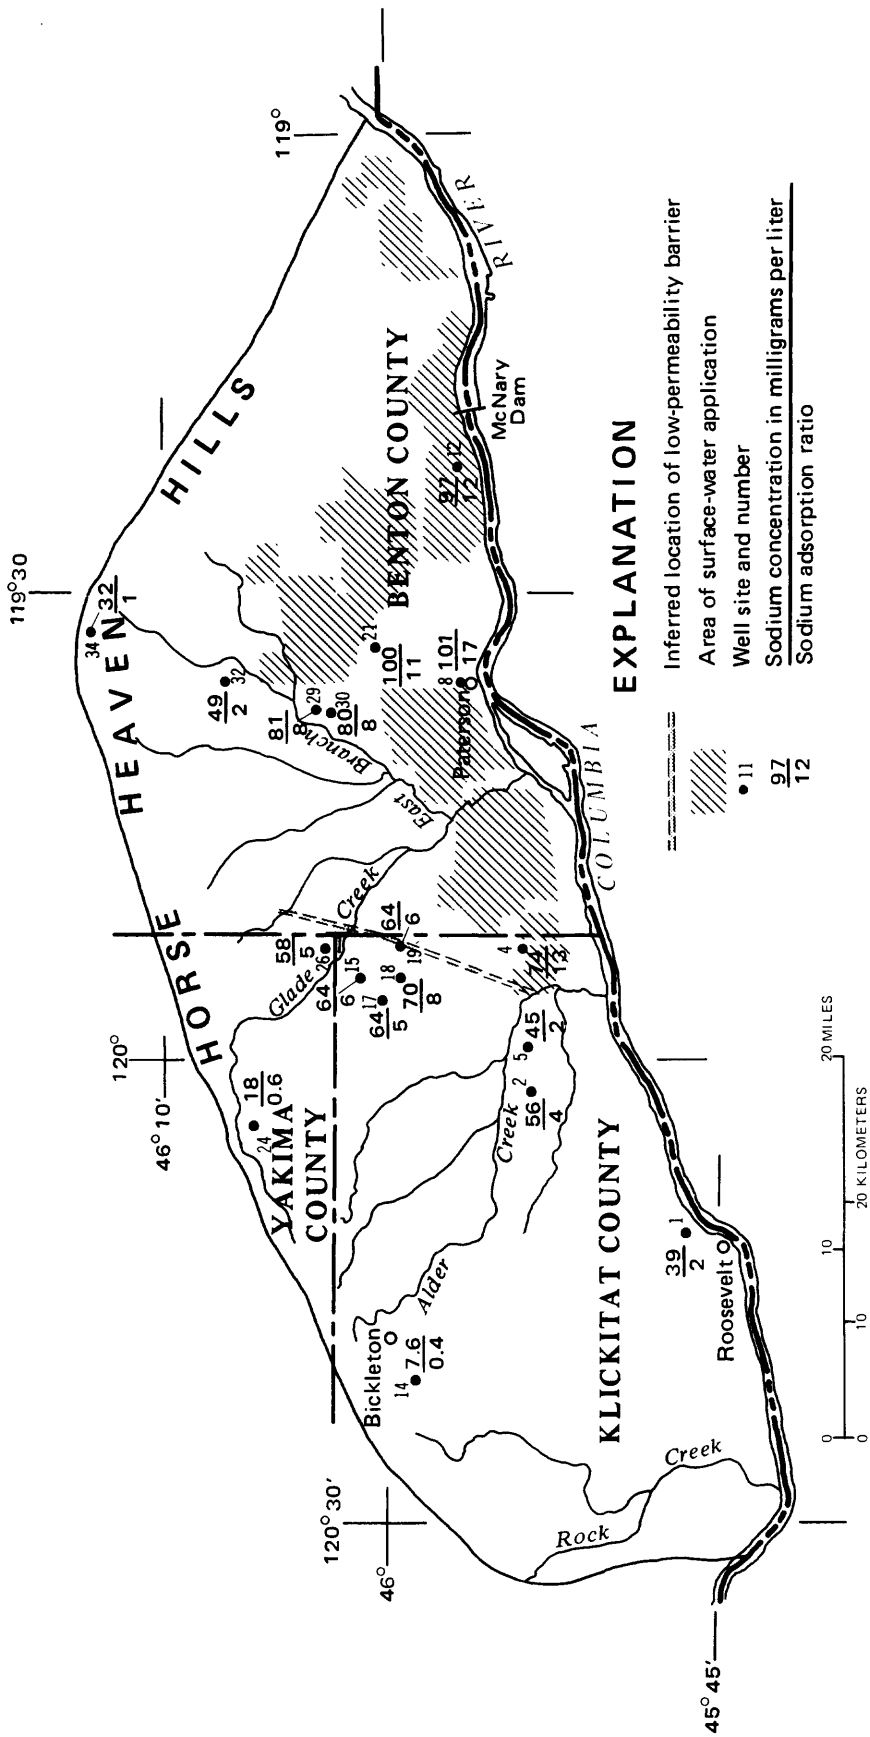 119°30
119°
HORSE HEAVEN HILLS
34
32
1
49
2
32
81
8
29
80
8
30
Branch
East
BENTON COUNTY
21
100
11
8
101
17
Paterson
97
12
12
McNary
Dam
COLUMBIA RIVER
120°
46° 10'
18
0.6
24
YAKIMA
COUNTY
Glade Creek
58
5
26
64
6
15
64
5
17
18
70
8
64
6
19
4
13
45
2
5
56
4
2
Alder Creek
120° 30'
46°
Bickleton
14
7.6
0.4
KLICKITAT COUNTY
39
2
1
Roosevelt
Rock Creek
45° 45'
0 10 20 MILES
0 10 20 KILOMETERS
EXPLANATION
Inferred location of low-permeability barrier
Area of surface-water application
11
Well site and number
97
12
Sodium concentration in milligrams per liter
Sodium adsorption ratio